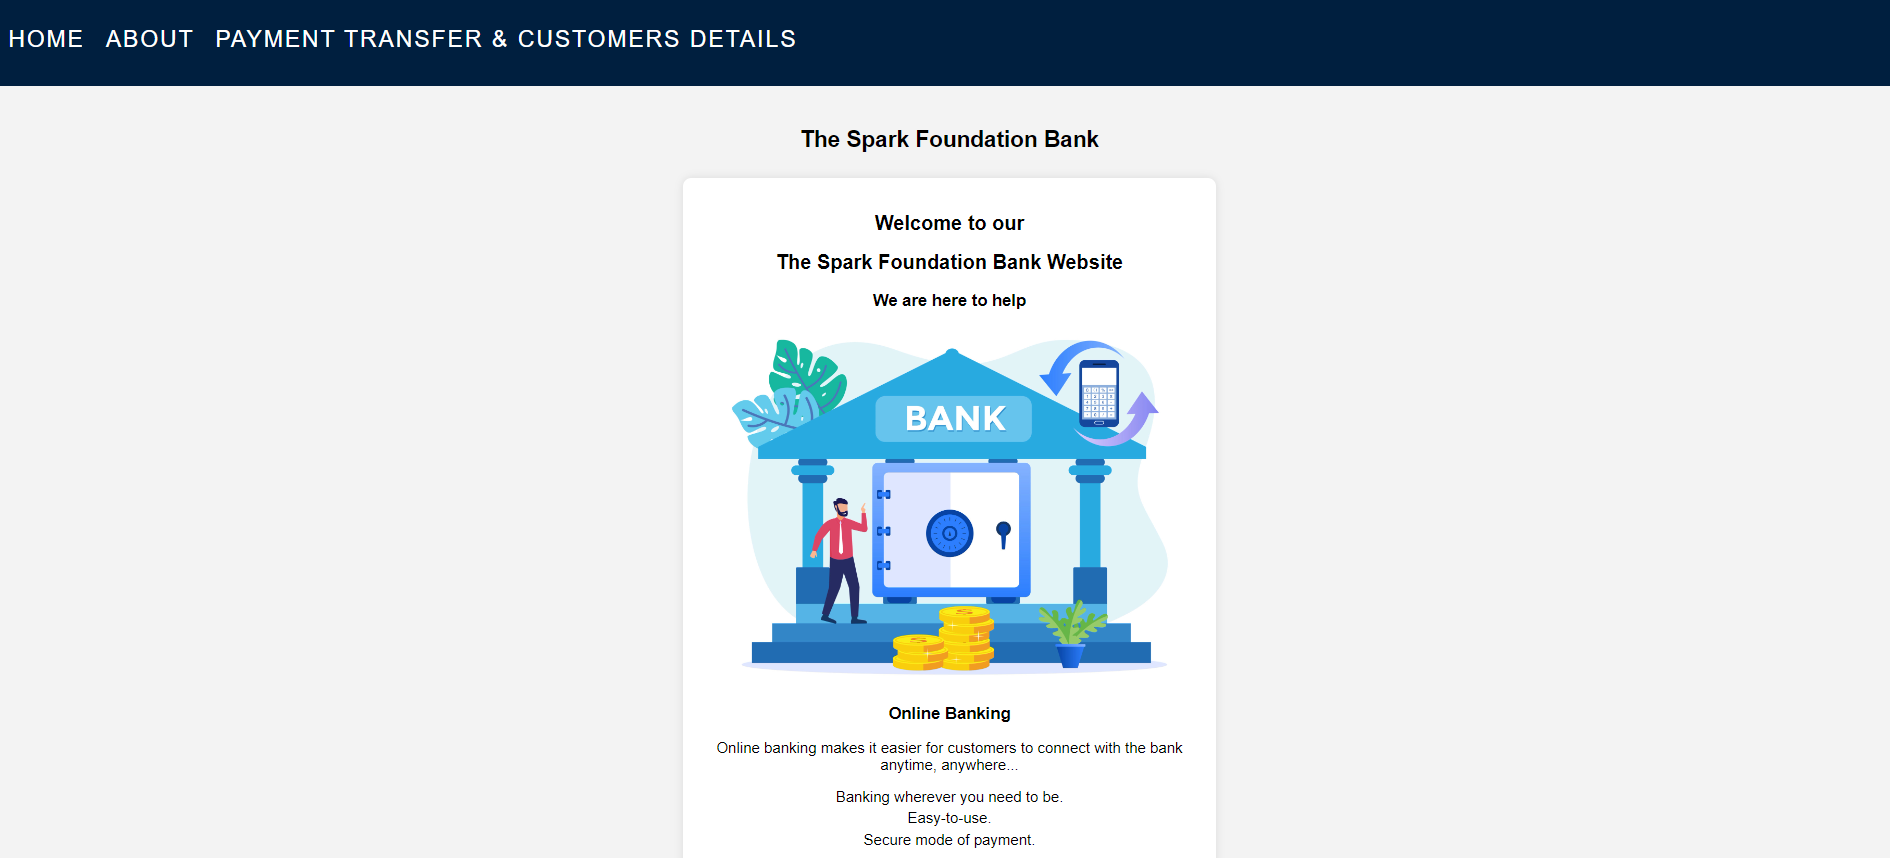 HOME ABOUT PAYMENT TRANSFER & CUSTOMERS DETAILS
The Spark Foundation Bank
Welcome to our
The Spark Foundation Bank Website
We are here to help
BANK
Online Banking
Online banking makes it easier for customers to connect with the bank
anytime, anywhere...
Banking wherever you need to be.
Easy-to-use.
Secure mode of payment.